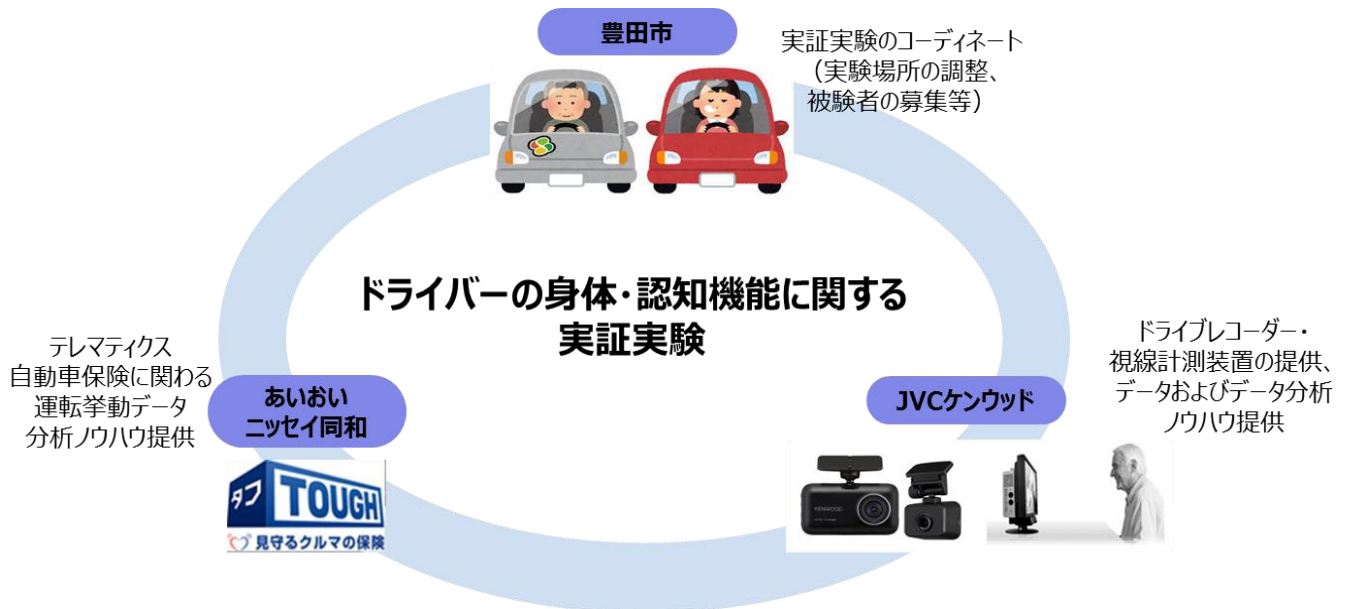 豊田市
実証実験のコーディネート
（実験場所の調整、
被験者の募集等）
ドライバーの身体・認知機能に関する
実証実験
テレマティクス
自動車保険に関わる
運転挙動データ
分析ノウハウ提供
あいおい
ニッセイ同和
タフ TOUGH
見守るクルマの保険
JVCケンウッド
ドライブレコーダー・
視線計測装置の提供、
データおよびデータ分析
ノウハウ提供
KENWOOD